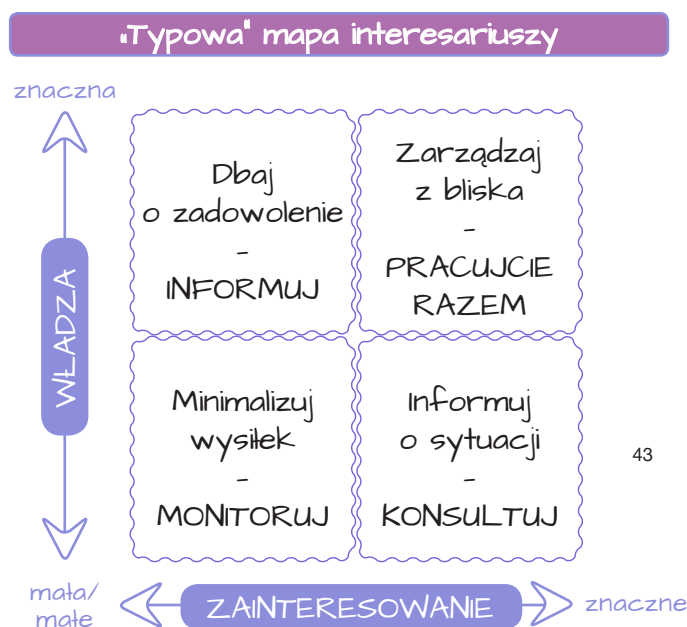 „Typowa" mapa interesariuszy
znaczna
Dbaj
o zadowolenie
-
INFORMUJ
Zarządzaj
z bliska
-
PRACUJCIE
RAZEM
WŁADZA
Minimalizuj
wysiłek
-
MONITORUJ
Informuj
o sytuacji
-
KONSULTUJ
43
mała/
małe
ZAINTERESOWANIE
znaczne